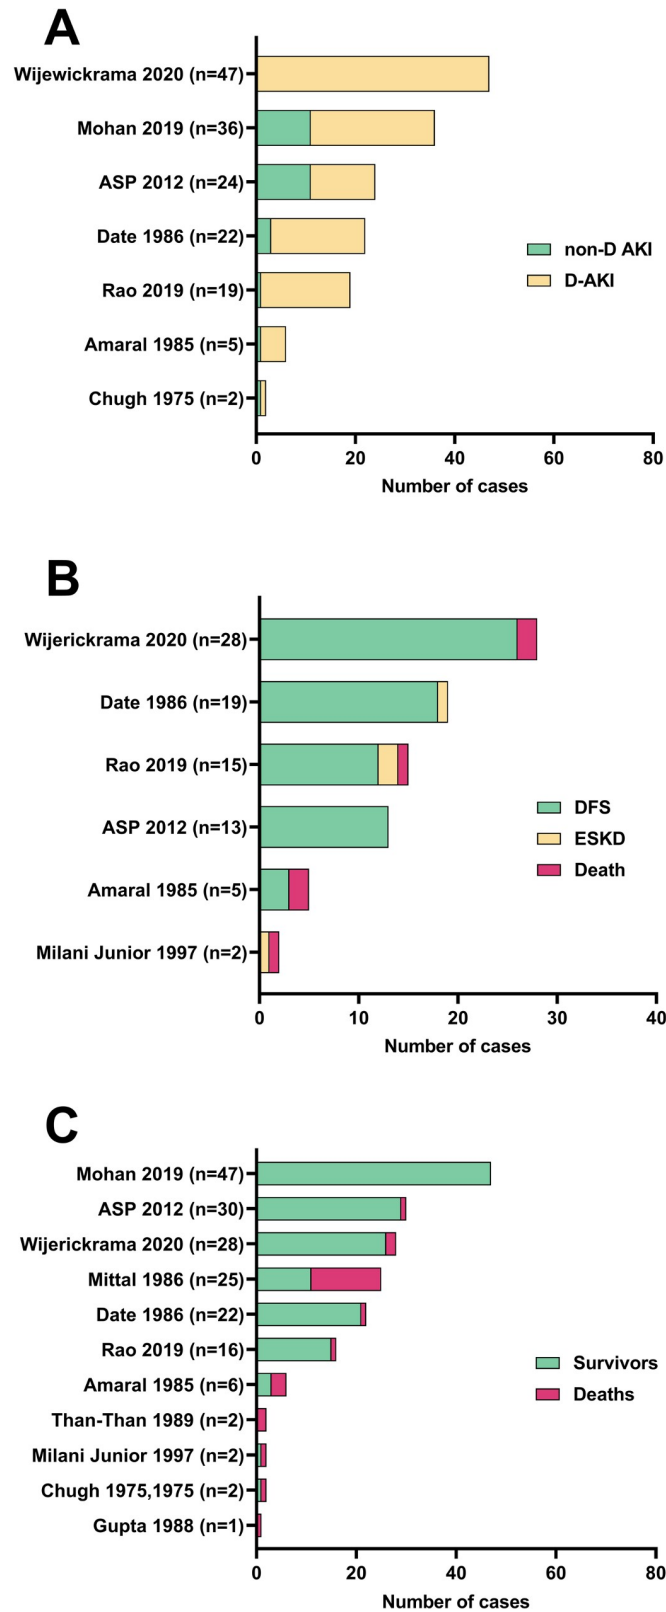 A
Wijewickrama 2020 (n=47)
Mohan 2019 (n=36)
ASP 2012 (n=24)
Date 1986 (n=22)
Rao 2019 (n=19)
Amaral 1985 (n=5)
Chugh 1975 (n=2)
non-D AKI
D-AKI
0 20 40 60 80
Number of cases
B
Wijerickrama 2020 (n=28)
Date 1986 (n=19)
Rao 2019 (n=15)
ASP 2012 (n=13)
Amaral 1985 (n=5)
Milani Junior 1997 (n=2)
DFS
ESKD
Death
0 10 20 30 40
Number of cases
C
Mohan 2019 (n=47)
ASP 2012 (n=30)
Wijerickrama 2020 (n=28)
Mittal 1986 (n=25)
Date 1986 (n=22)
Rao 2019 (n=16)
Amaral 1985 (n=6)
Than-Than 1989 (n=2)
Milani Junior 1997 (n=2)
Chugh 1975,1975 (n=2)
Gupta 1988 (n=1)
Survivors
Deaths
0 20 40 60 80
Number of cases